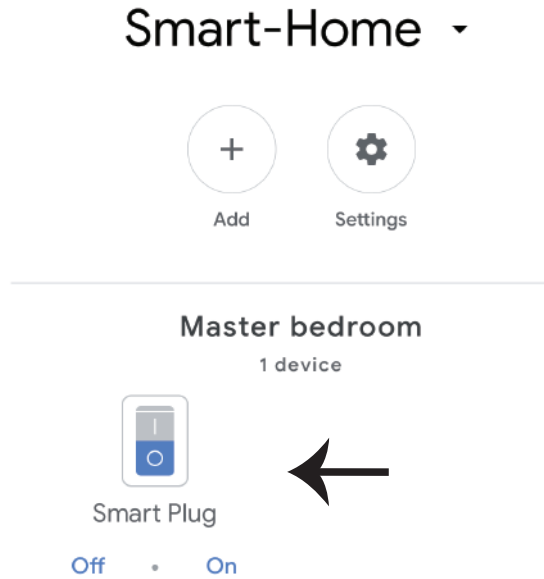 Smart-Home
Add Settings
Master bedroom
1 device
Smart Plug
Off • On